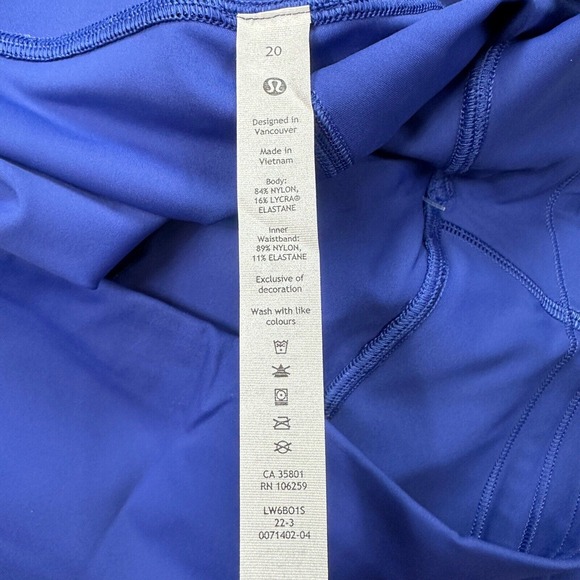 20
Designed in
Vancouver
Made in
Vietnam
Body:
84% NYLON,
16% LYCRA®
ELASTANE
Inner
Waistband:
89% NYLON,
11% ELASTANE
Exclusive of
decoration
Wash with like
colours
CA 35801
RN 106259
LW6BO1S
22-3
0071402-04